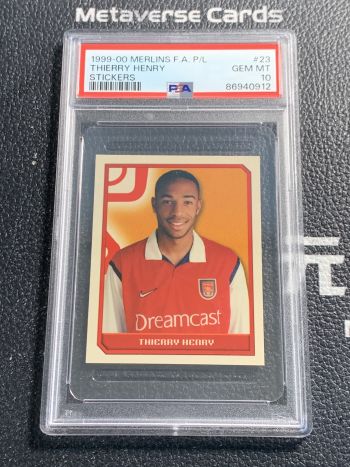 Metaverse Cards
1999-00 MERLINS F.A. P/L #23
THIERRY HENRY GEM MT
STICKERS 10
PSA 86940912
Dreamcast
THIERRY HENRY